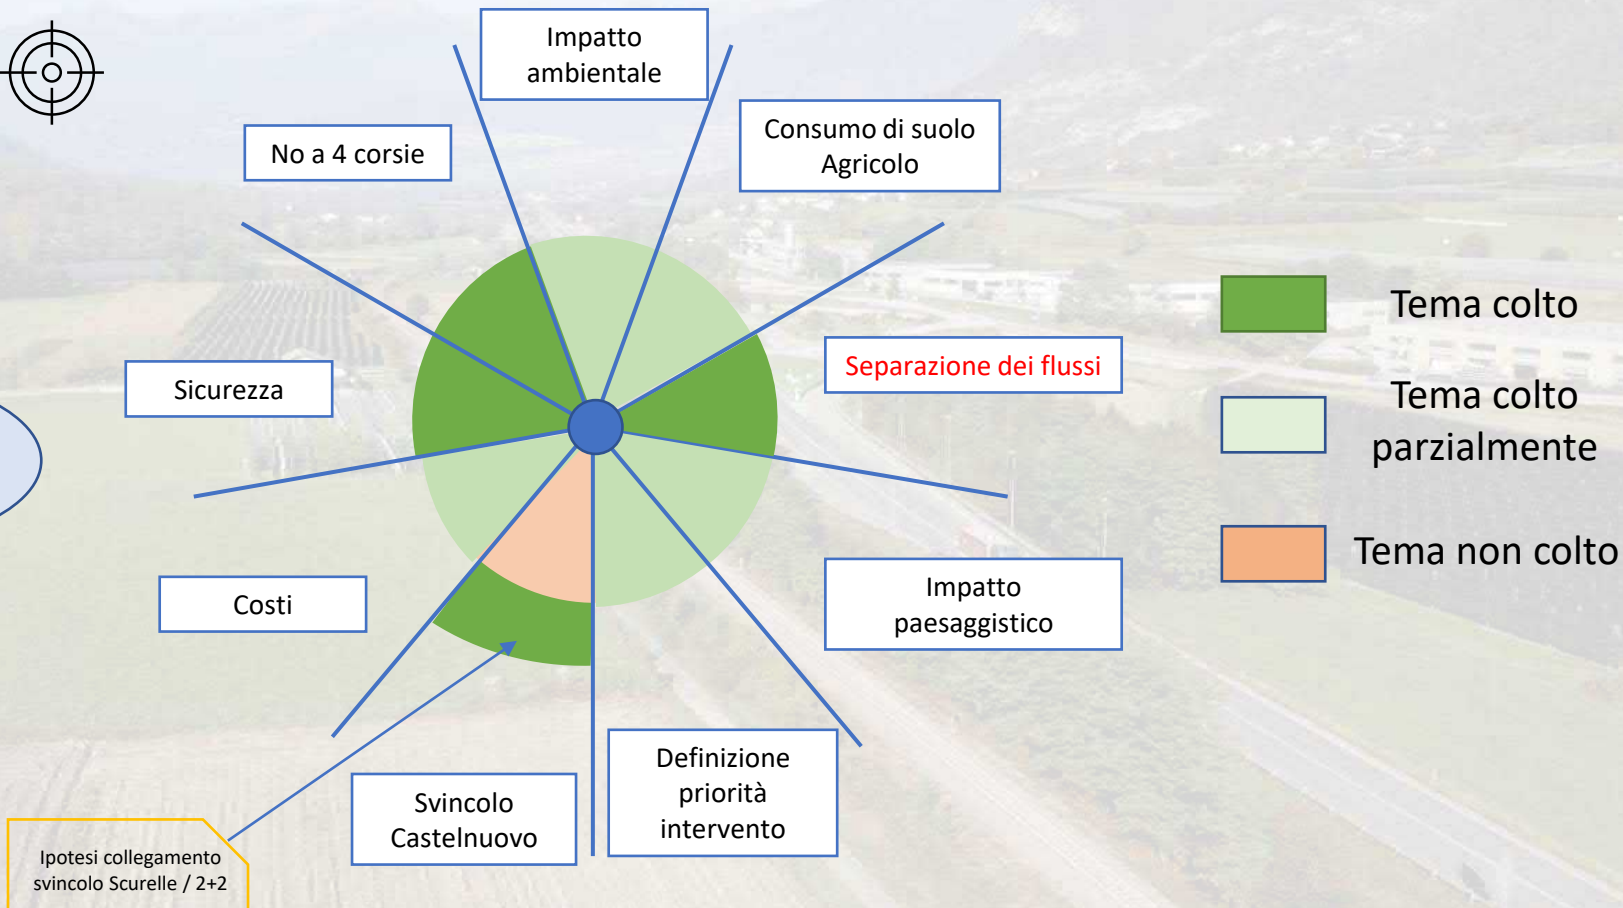 Impatto
ambientale
No a 4 corsie
Consumo di suolo
Agricolo
Sicurezza
Separazione dei flussi
Costi
Impatto
paesaggistico
Svincolo
Castelnuovo
Definizione
priorità
intervento
Ipotesi collegamento
svincolo Scurelle / 2+2
Tema colto
Tema colto
parzialmente
Tema non colto